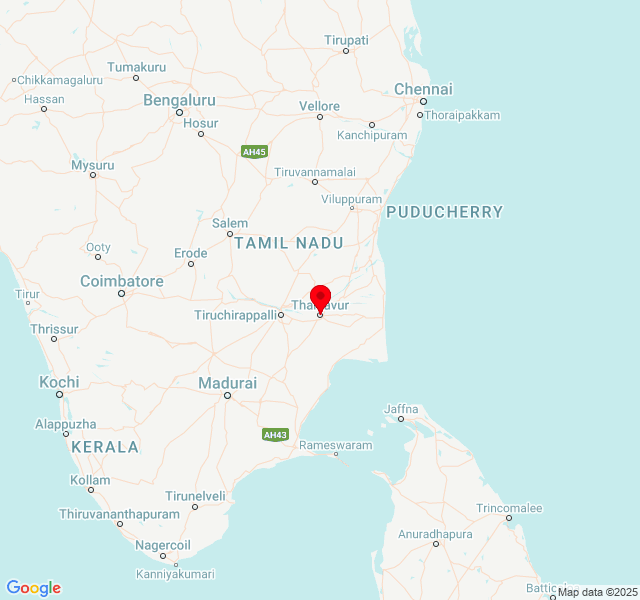 Tirupati
Chikkamagaluru
Tumakuru
Chennai
Hassan
Bengaluru
Vellore
Thoraipakkam
Hosur
Kanchipuram
AH45
Mysuru
Tiruvannamalai
Viluppuram
PUDUCHERRY
Salem
TAMIL NADU
Ooty
Erode
Coimbatore
Tirur
Tiruchirappalli
Thrissur
Kochi
Madurai
Jaffna
Alappuzha
AH43
KERALA
Rameswaram
Kollam
Tirunelveli
Trincomalee
Thiruvananthapuram
Anuradhapura
Nagercoil
Kanniyakumari
Google
Map data ©2025